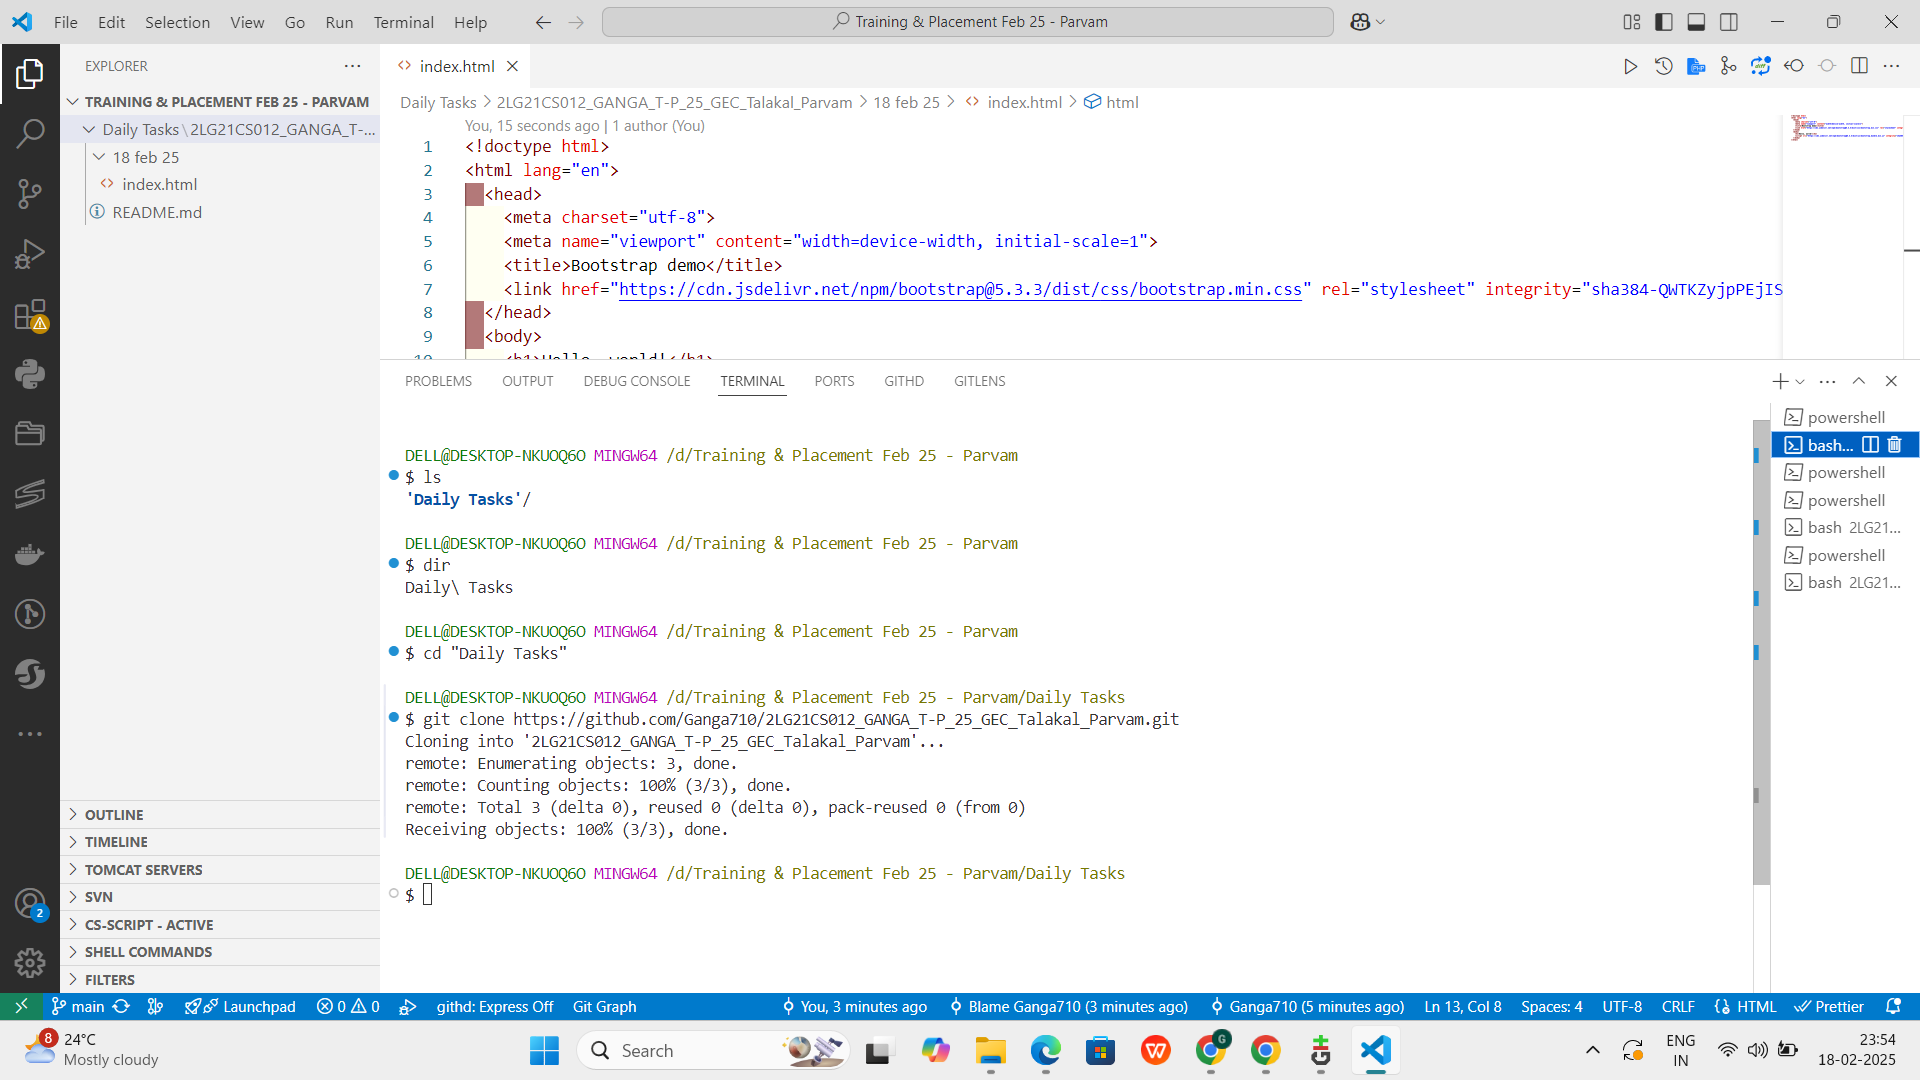 File Edit Selection View Go Run Terminal Help
Training & Placement Feb 25 - Parvam
EXPLORER
TRAINING & PLACEMENT FEB 25 - PARVAM
Daily Tasks\2LG21CS012_GANGA_T-...
18 feb 25
index.html
README.md
OUTLINE
TIMELINE
TOMCAT SERVERS
SVN
CS-SCRIPT - ACTIVE
SHELL COMMANDS
FILTERS
2
index.html
Daily Tasks > 2LG21CS012_GANGA_T-P_25_GEC_Talakal_Parvam > 18 feb 25 > index.html > html
You, 15 seconds ago | 1 author (You)
1 <!doctype html>
2 <html lang="en">
3 <head>
4 <meta charset="utf-8">
5 <meta name="viewport" content="width=device-width, initial-scale=1">
6 <title>Bootstrap demo</title>
7 <link href="https://cdn.jsdelivr.net/npm/bootstrap@5.3.3/dist/css/bootstrap.min.css" rel="stylesheet" integrity="sha384-QWTKZyjpPEjIS
8 </head>
9 <body>
10 <h1>Hello, world!</h1>
PROBLEMS OUTPUT DEBUG CONSOLE TERMINAL PORTS GITHD GITLENS
DELL@DESKTOP-NKUOQ6O MINGW64 /d/Training & Placement Feb 25 - Parvam
$ ls
'Daily Tasks'/
DELL@DESKTOP-NKUOQ6O MINGW64 /d/Training & Placement Feb 25 - Parvam
$ dir
Daily\ Tasks
DELL@DESKTOP-NKUOQ6O MINGW64 /d/Training & Placement Feb 25 - Parvam
$ cd "Daily Tasks"
DELL@DESKTOP-NKUOQ6O MINGW64 /d/Training & Placement Feb 25 - Parvam/Daily Tasks
$ git clone https://github.com/Ganga710/2LG21CS012_GANGA_T-P_25_GEC_Talakal_Parvam.git
Cloning into '2LG21CS012_GANGA_T-P_25_GEC_Talakal_Parvam'...
remote: Enumerating objects: 3, done.
remote: Counting objects: 100% (3/3), done.
remote: Total 3 (delta 0), reused 0 (delta 0), pack-reused 0 (from 0)
Receiving objects: 100% (3/3), done.
DELL@DESKTOP-NKUOQ6O MINGW64 /d/Training & Placement Feb 25 - Parvam/Daily Tasks
$
powershell
bash...
powershell
powershell
bash 2LG21...
powershell
bash 2LG21...
main Launchpad 0 0 githd: Express Off Git Graph You, 3 minutes ago Blame Ganga710 (3 minutes ago) Ganga710 (5 minutes ago) Ln 13, Col 8 Spaces: 4 UTF-8 CRLF HTML Prettier
8
24°C
Mostly cloudy
Search
G
ENG
IN
23:54
18-02-2025